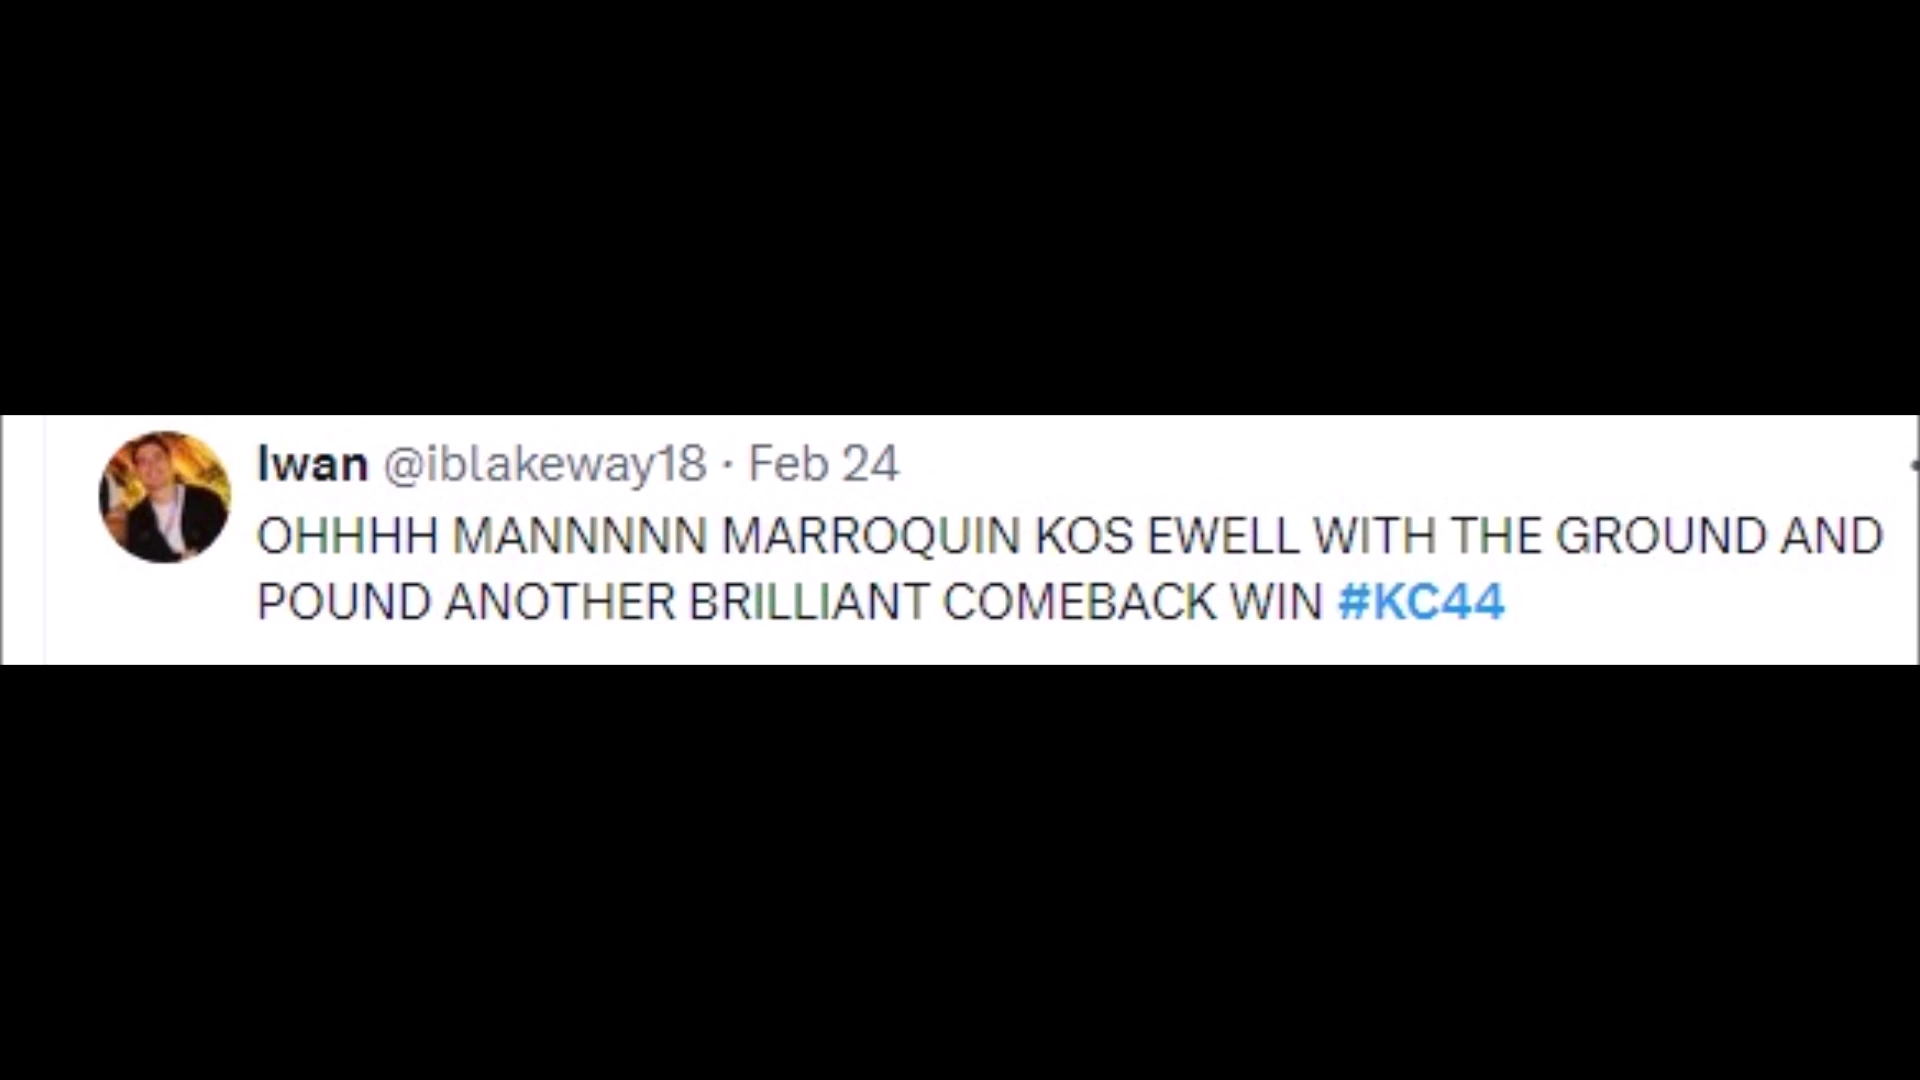 Iwan @iblakeway18 · Feb 24
OHHHH MANNNNN MARROQUIN KOS EWELL WITH THE GROUND AND
POUND ANOTHER BRILLIANT COMEBACK WIN #KC44